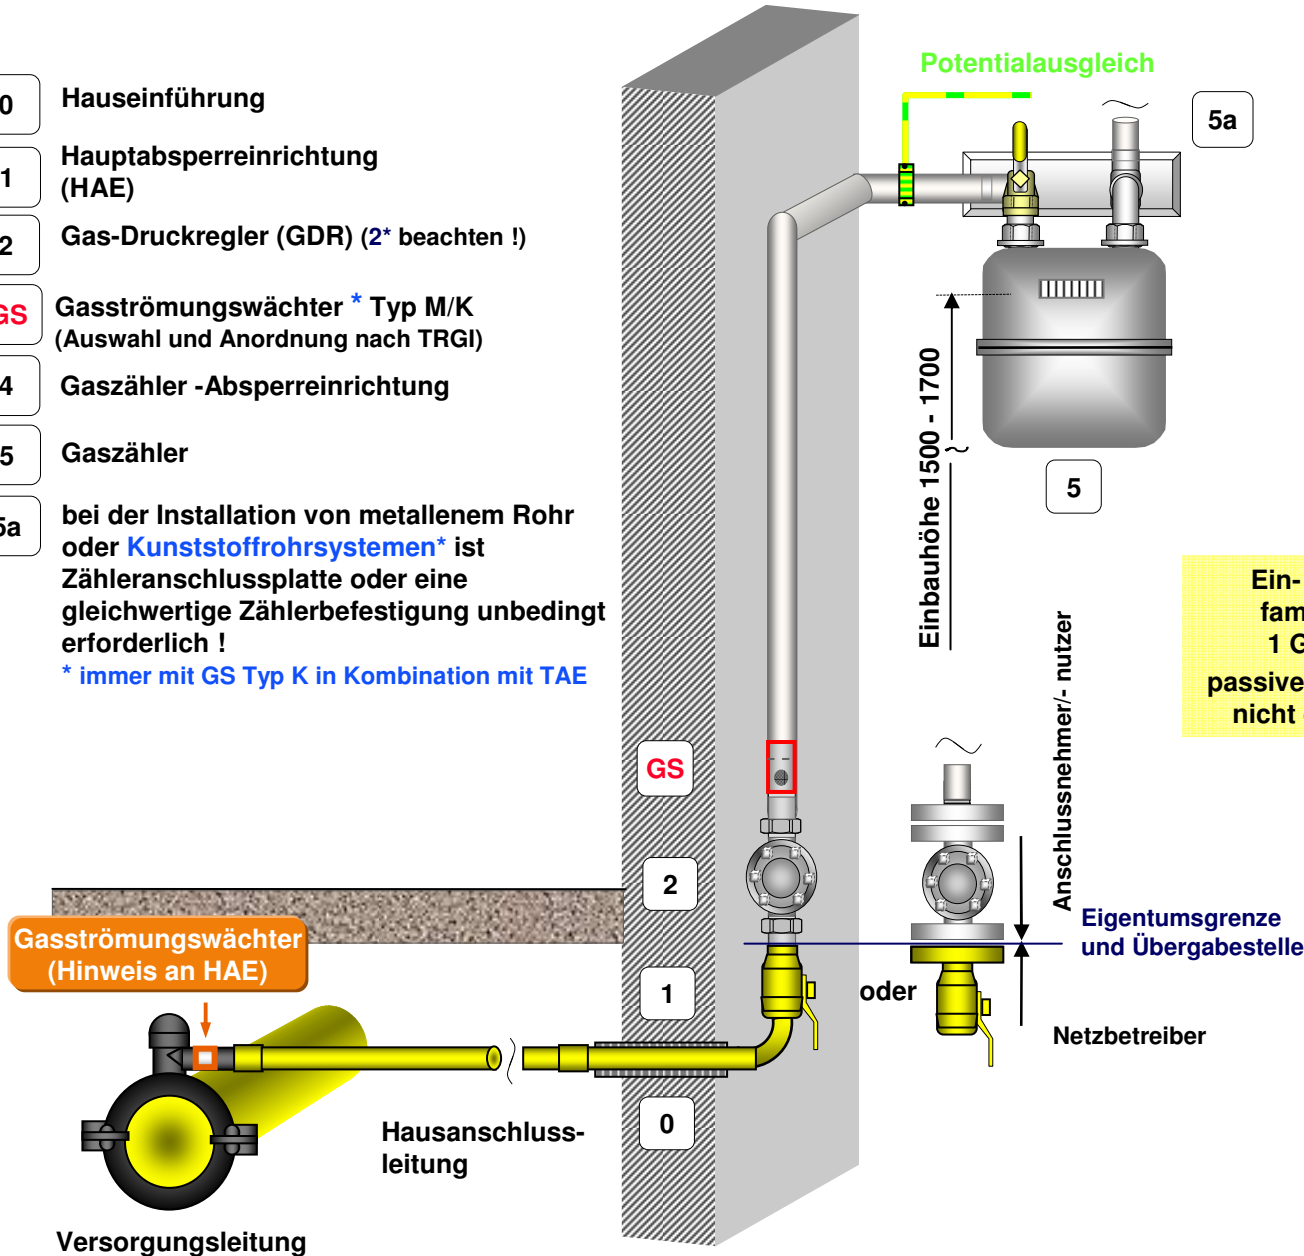 0 Hauseinführung
1 Hauptabsperreinrichtung
(HAE)
2 Gas-Druckregler (GDR) (2* beachten !)
GS Gasströmungswächter * Typ M/K
(Auswahl und Anordnung nach TRGI)
4 Gaszähler -Absperreinrichtung
5 Gaszähler
5a bei der Installation von metallenem Rohr
oder Kunststoffrohrsystemen* ist
Zähleranschlussplatte oder eine
gleichwertige Zählerbefestigung unbedingt
erforderlich !
* immer mit GS Typ K in Kombination mit TAE
Potentialausgleich
5a
5
Einbauhöhe 1500 - 1700
Ein-
fam
1 G
passive
nicht
GS
2
1
0
Anschlussnehmer/- nutzer
Eigentumsgrenze
und Übergabestelle
oder
Netzbetreiber
Gasströmungswächter
(Hinweis an HAE)
Hausanschluss-
leitung
Versorgungsleitung